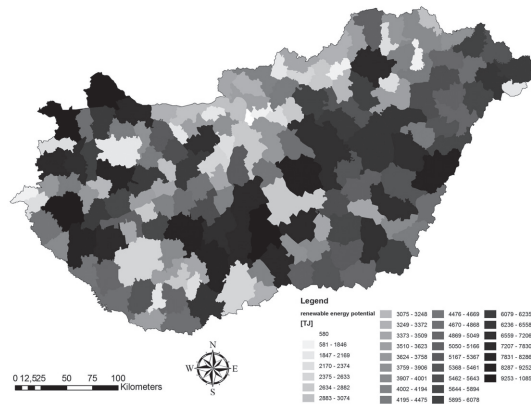 Legend
renewable energy potential
[TJ]
580
581 - 1846
1847 - 2169
2170 - 2374
2375 - 2633
2634 - 2882
2883 - 3074
3075 - 3248
3249 - 3372
3373 - 3509
3510 - 3623
3624 - 3758
3759 - 3906
3907 - 4001
4002 - 4194
4195 - 4475
4476 - 4669
4670 - 4868
4869 - 5049
5050 - 5166
5167 - 5367
5368 - 5461
5462 - 5643
5644 - 5894
5895 - 6078
6079 - 6235
6236 - 6558
6559 - 7206
7207 - 7830
7831 - 8286
8287 - 9252
N
W E
S
0 12,525 50 75 100
Kilometers